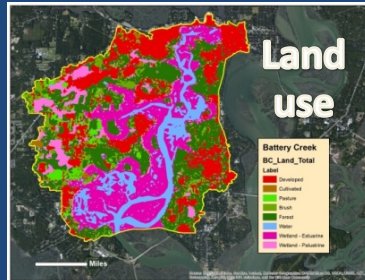 Land
use
Battery Creek
BC_Land_Total
Label
Developed
Cultivated
Pasture
Brush
Forest
Water
Wetland - Estuarine
Wetland - Palustrine
Miles